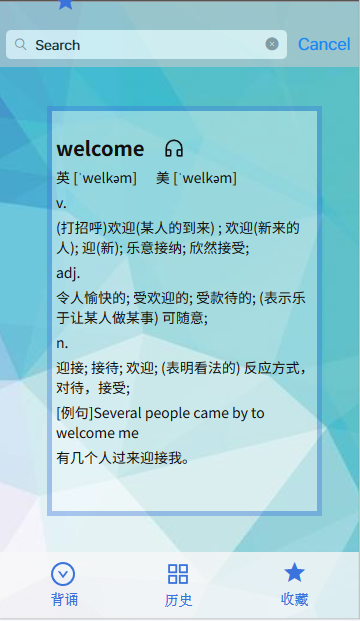 Search
Cancel
welcome
英 [ˈwelkəm] 美 [ˈwelkəm]
v.
(打招呼)欢迎(某人的到来) ; 欢迎(新来的
人); 迎(新); 乐意接纳; 欣然接受;
adj.
令人愉快的; 受欢迎的; 受款待的; (表示乐
于让某人做某事) 可随意;
n.
迎接; 接待; 欢迎; (表明看法的) 反应方式，
对待，接受;
[例句]Several people came by to
welcome me
有几个人过来迎接我。
背诵
历史
收藏